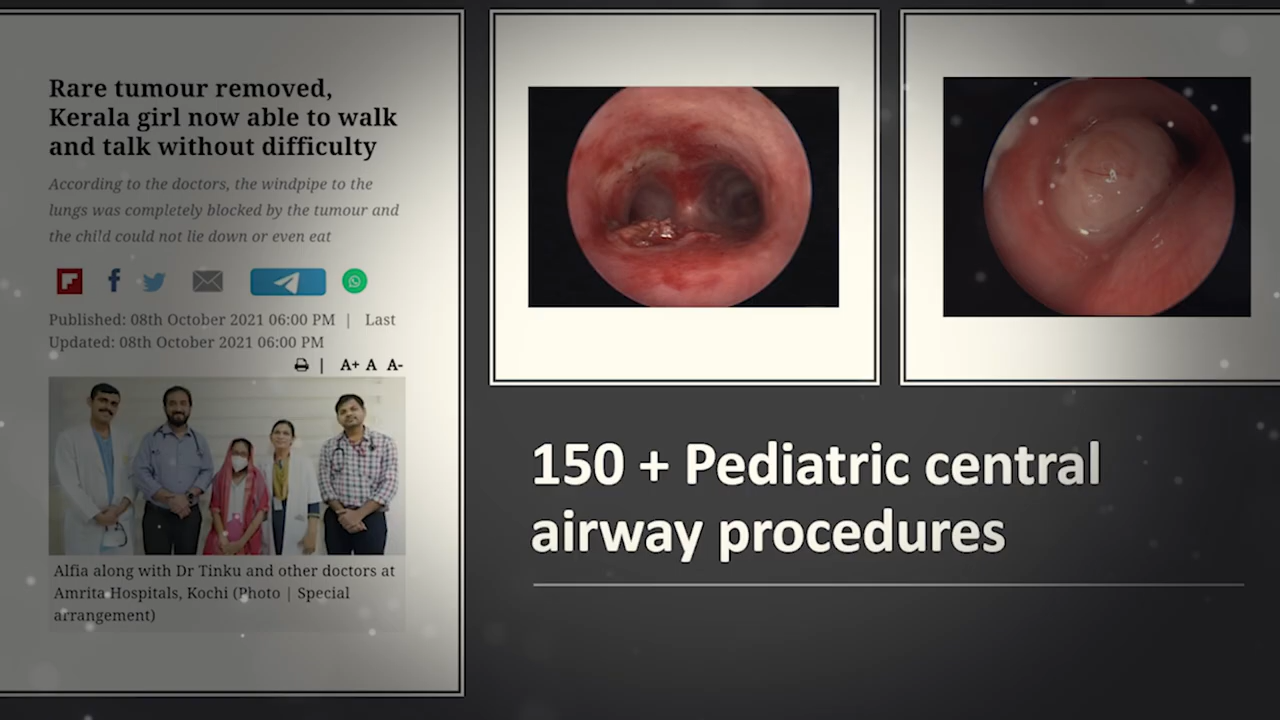 Rare tumour removed,
Kerala girl now able to walk
and talk without difficulty
According to the doctors, the windpipe to the
lungs was completely blocked by the tumour and
the child could not lie down or even eat
Published: 08th October 2021 06:00 PM | Last
Updated: 08th October 2021 06:00 PM
| A+ A A-
Alfia along with Dr Tinku and other doctors at
Amrita Hospitals, Kochi (Photo | Special
arrangement)
150 + Pediatric central
airway procedures